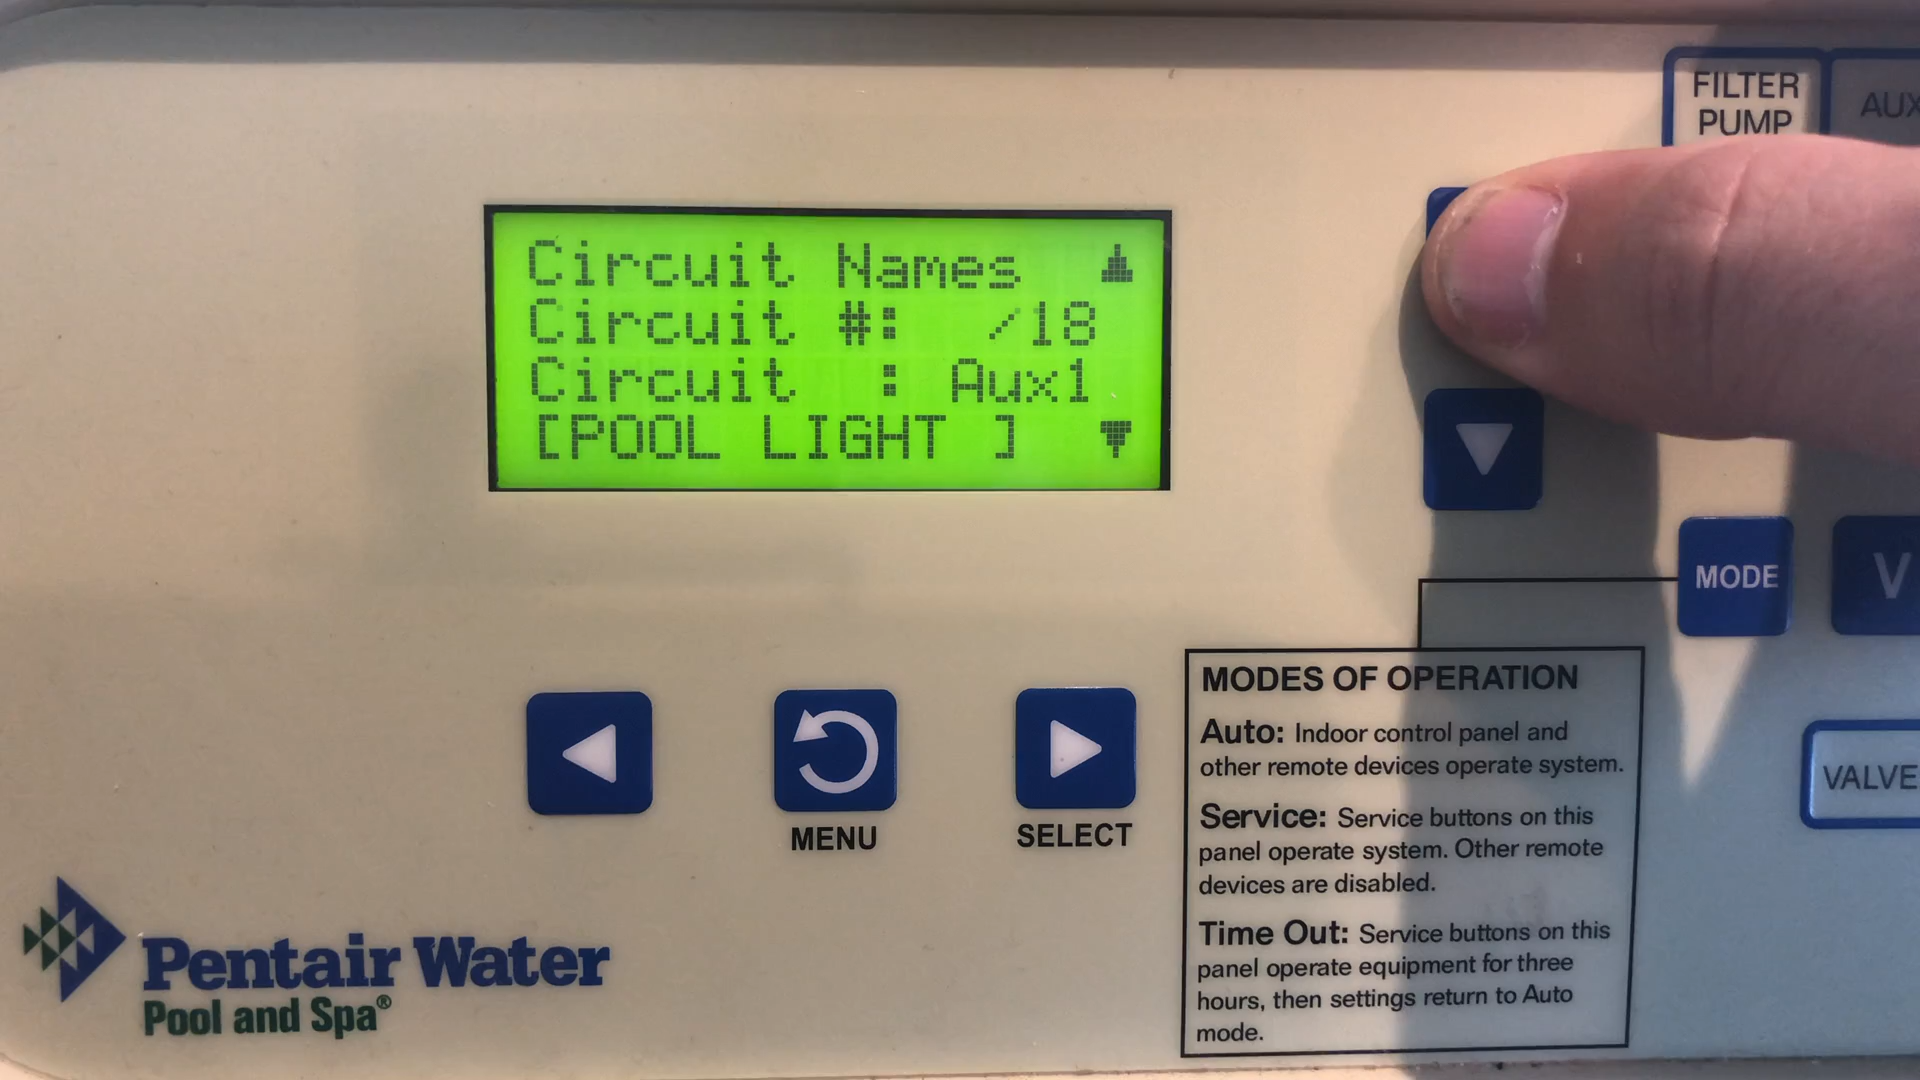 FILTER
PUMP
AUX
Circuit Names ▲
Circuit #: /18
Circuit : Aux1
[POOL LIGHT ] ▼
MODE
V
MENU
SELECT
VALVE
MODES OF OPERATION
Auto: Indoor control panel and
other remote devices operate system.
Service: Service buttons on this
panel operate system. Other remote
devices are disabled.
Time Out: Service buttons on this
panel operate equipment for three
hours, then settings return to Auto
mode.
Pentair Water
Pool and Spa®